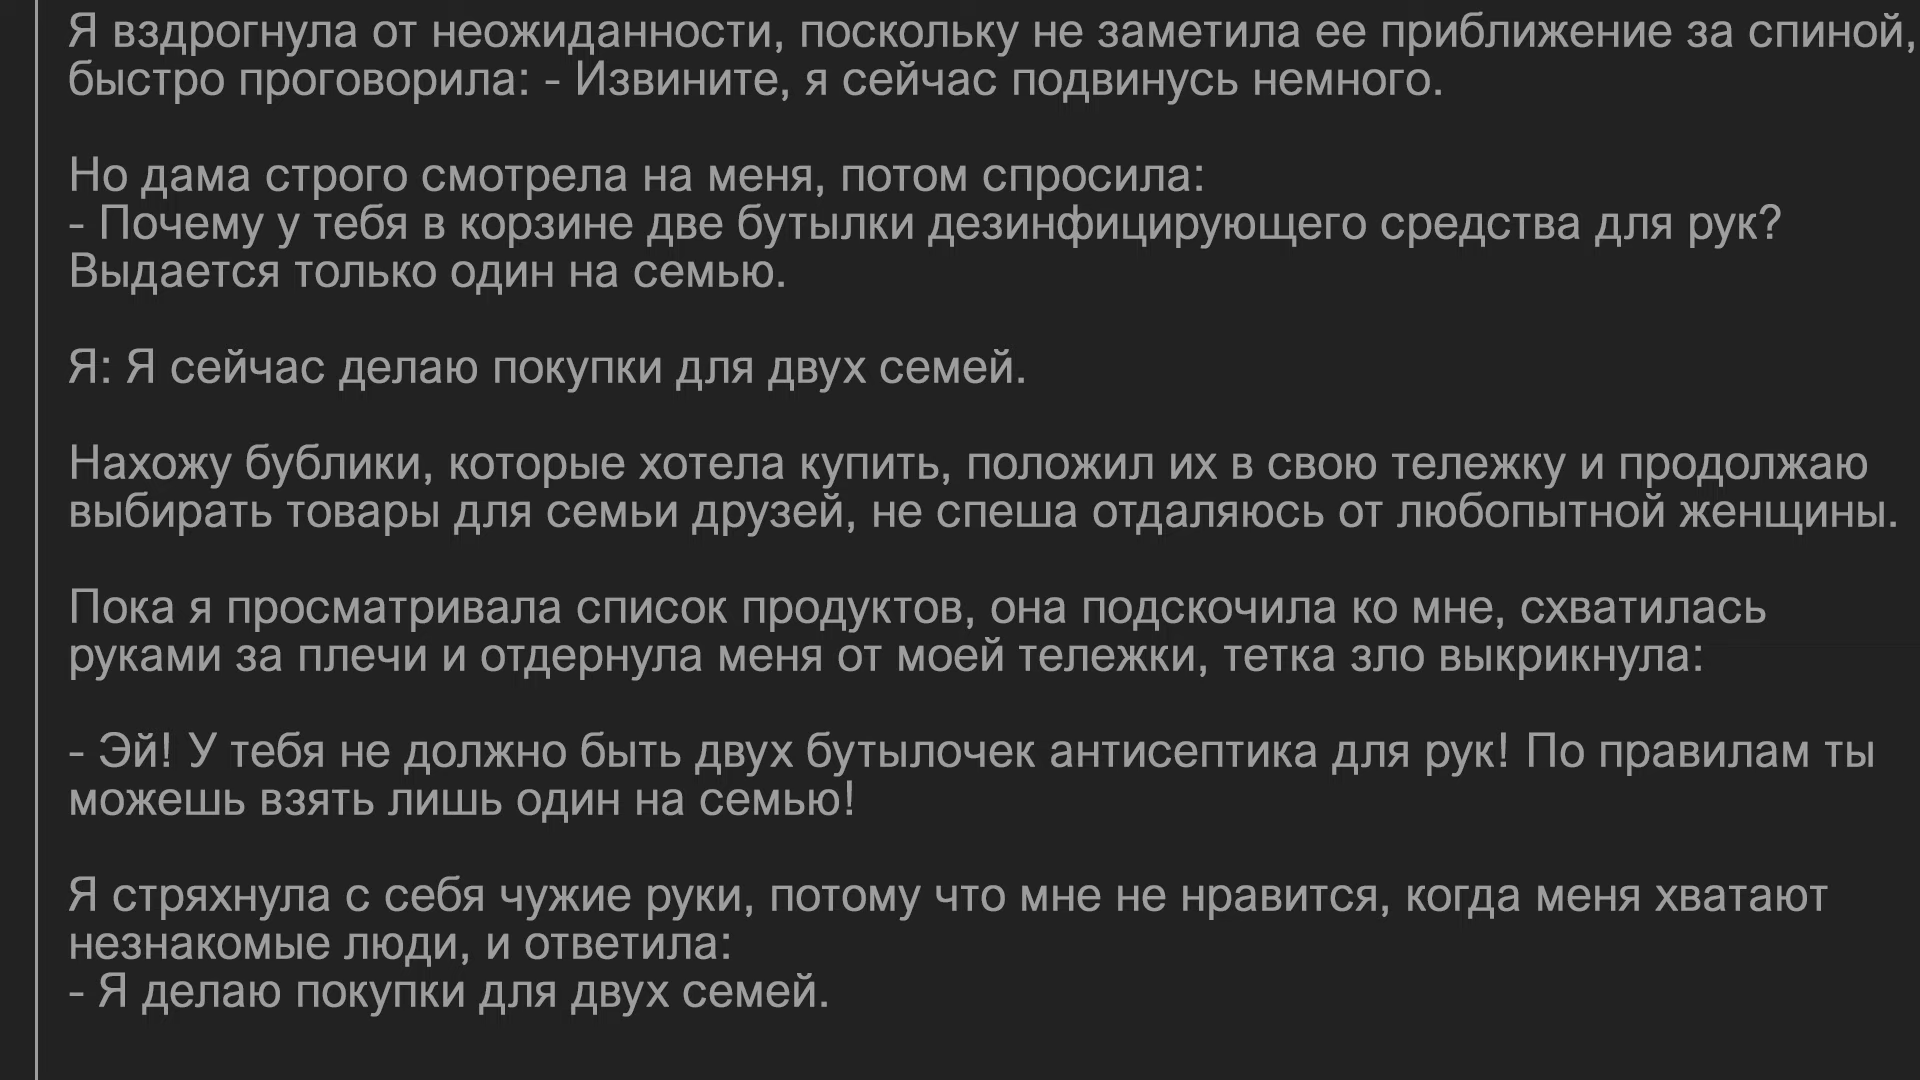 Я вздрогнула от неожиданности, поскольку не заметила ее приближение за спиной,
быстро проговорила: - Извините, я сейчас подвинусь немного.
Но дама строго смотрела на меня, потом спросила:
- Почему у тебя в корзине две бутылки дезинфицирующего средства для рук?
Выдается только один на семью.
Я: Я сейчас делаю покупки для двух семей.
Нахожу бублики, которые хотела купить, положил их в свою тележку и продолжаю
выбирать товары для семьи друзей, не спеша отдаляюсь от любопытной женщины.
Пока я просматривала список продуктов, она подскочила ко мне, схватилась
руками за плечи и отдернула меня от моей тележки, тетка зло выкрикнула:
- Эй! У тебя не должно быть двух бутылочек антисептика для рук! По правилам ты
можешь взять лишь один на семью!
Я стряхнула с себя чужие руки, потому что мне не нравится, когда меня хватают
незнакомые люди, и ответила:
- Я делаю покупки для двух семей.